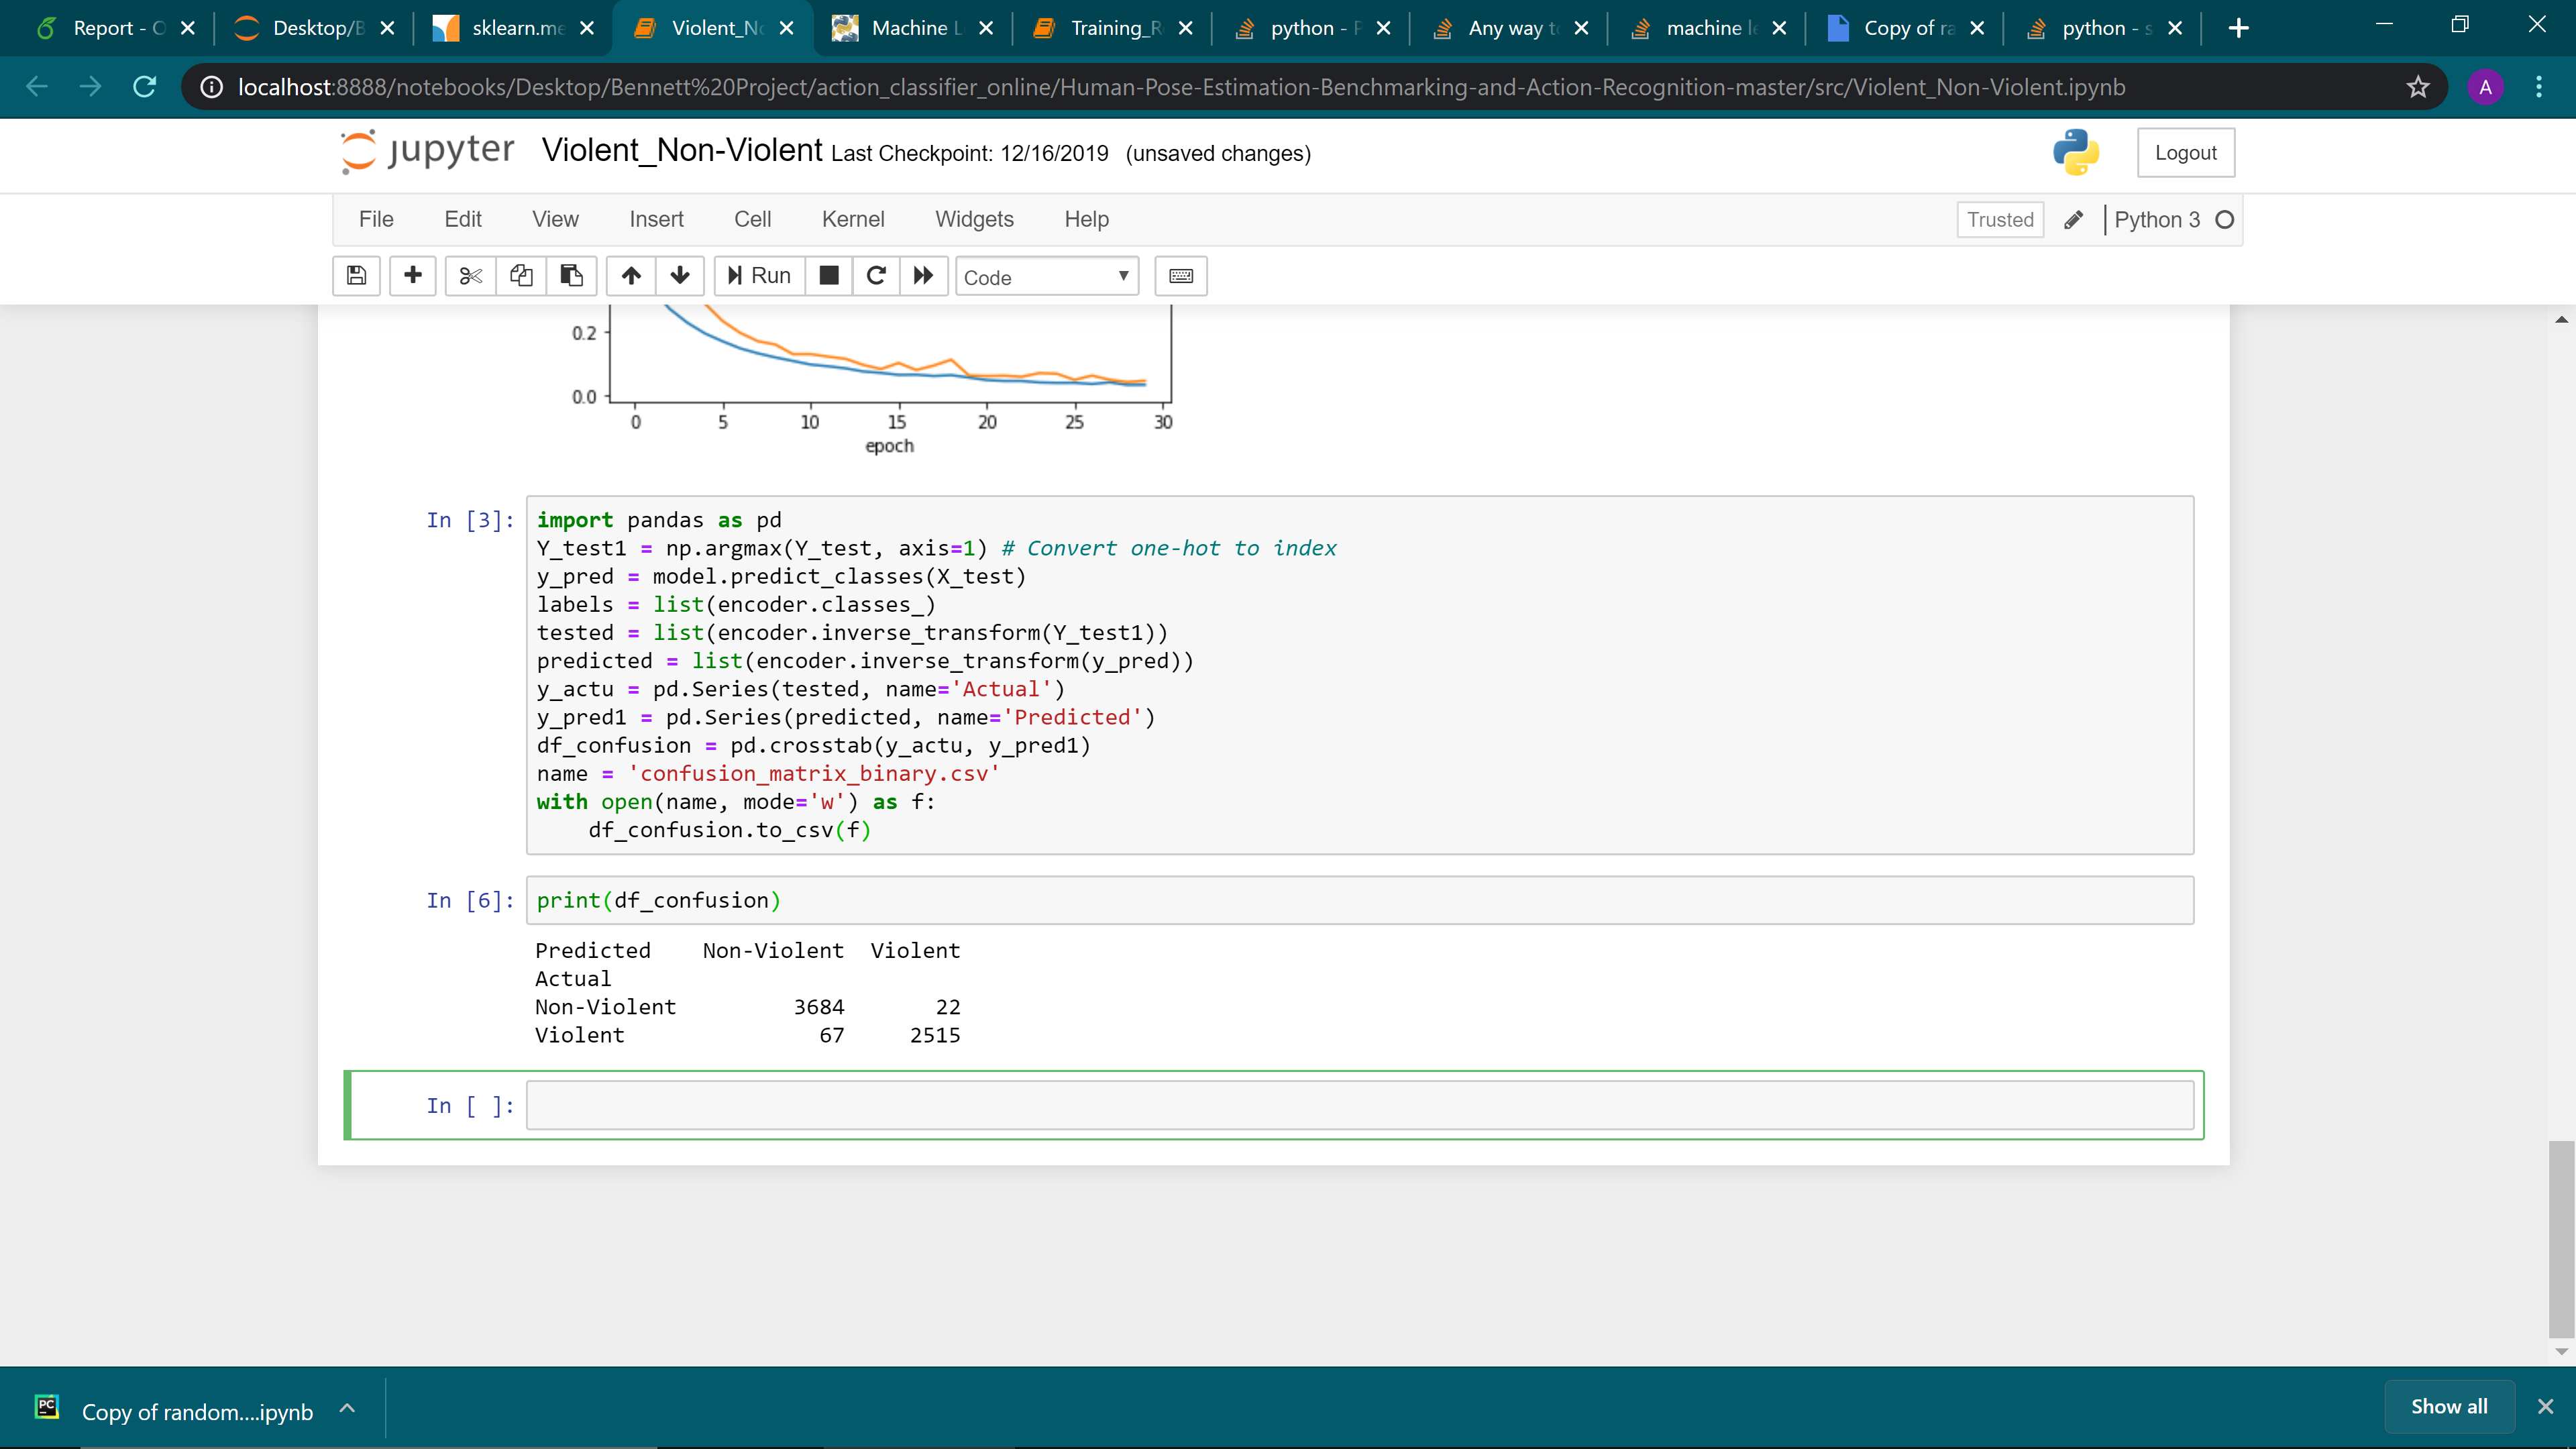 Report - O
Desktop/B
sklearn.me
Violent_No
Machine L
Training_R
python - P
Any way to
machine le
Copy of ra
python - s
localhost:8888/notebooks/Desktop/Bennett%20Project/action_classifier_online/Human-Pose-Estimation-Benchmarking-and-Action-Recognition-master/src/Violent_Non-Violent.ipynb
A
jupyter Violent_Non-Violent Last Checkpoint: 12/16/2019 (unsaved changes)
Logout
File Edit View Insert Cell Kernel Widgets Help
Trusted Python 3
Run Code
0.2
0.0
0 5 10 15 20 25 30
epoch
In [3]: import pandas as pd
Y_test1 = np.argmax(Y_test, axis=1) # Convert one-hot to index
y_pred = model.predict_classes(X_test)
labels = list(encoder.classes_)
tested = list(encoder.inverse_transform(Y_test1))
predicted = list(encoder.inverse_transform(y_pred))
y_actu = pd.Series(tested, name='Actual')
y_pred1 = pd.Series(predicted, name='Predicted')
df_confusion = pd.crosstab(y_actu, y_pred1)
name = 'confusion_matrix_binary.csv'
with open(name, mode='w') as f:
    df_confusion.to_csv(f)
In [6]: print(df_confusion)
Predicted Non-Violent Violent
Actual
Non-Violent 3684 22
Violent 67 2515
In [ ]:
PC
Copy of random....ipynb
Show all